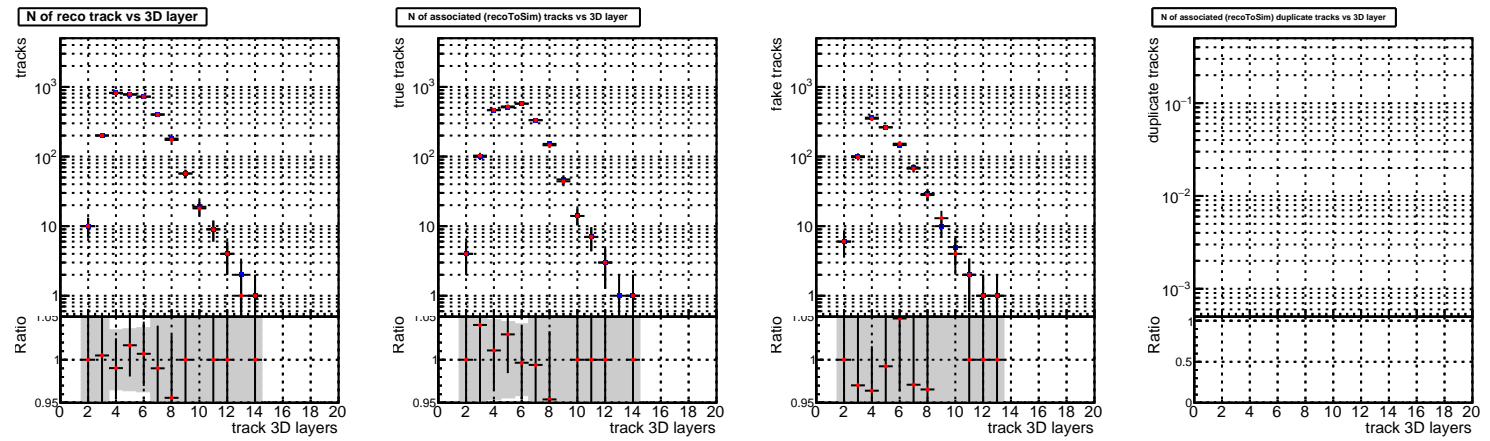 N of reco track vs 3D layer
tracks
10³
10²
10
1
Ratio
1.05
1
0.95
0 2 4 6 8 10 12 14 16 18 20
track 3D layers
N of associated (recoToSim) tracks vs 3D layer
true tracks
10³
10²
10
1
Ratio
1.05
1
0.95
0 2 4 6 8 10 12 14 16 18 20
track 3D layers
fake tracks
10³
10²
10
1
Ratio
1.05
1
0.95
0 2 4 6 8 10 12 14 16 18 20
track 3D layers
N of associated (recoToSim) duplicate tracks vs 3D layer
duplicate tracks
10⁻¹
10⁻²
10⁻³
Ratio
1
0.5
0
0 2 4 6 8 10 12 14 16 18 20
track 3D layers